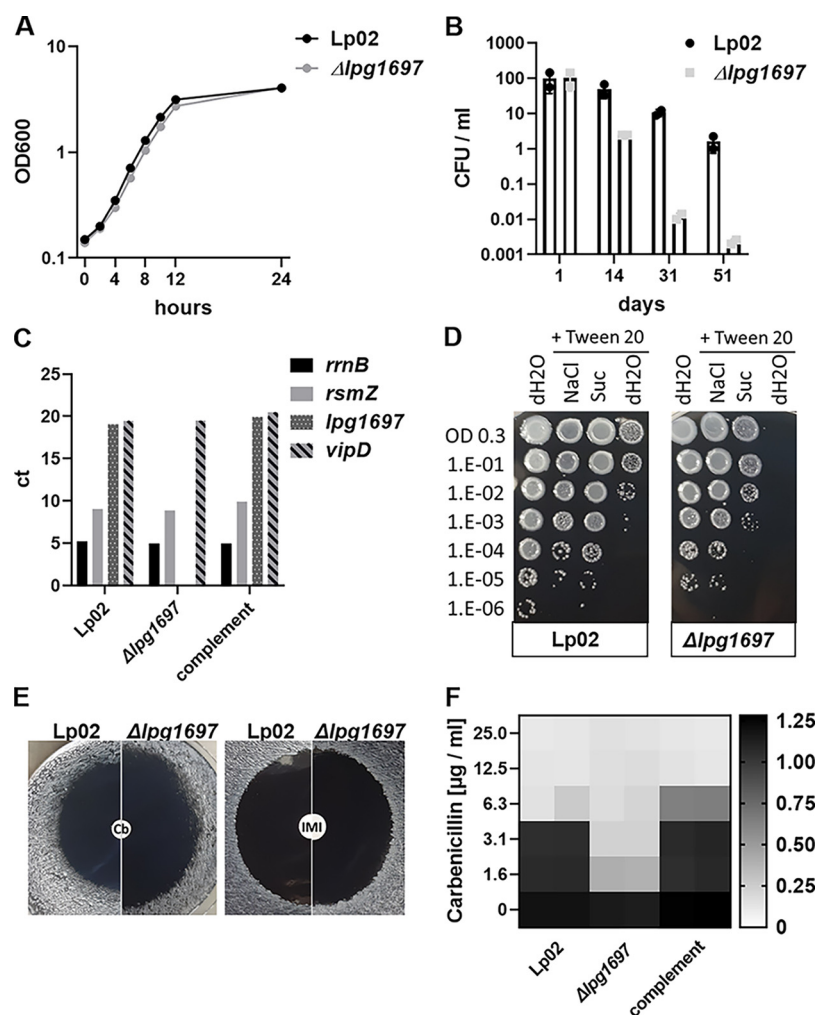 A
10
1
0.1
OD600
0 4 8 12 24
hours
Lp02
Δlpg1697
B
1000
100
10
1
0.1
0.01
0.001
CFU / ml
1 14 31 51
days
Lp02
Δlpg1697
C
25
20
15
10
5
0
ct
Lp02
Δlpg1697
complement
rrnB
rsmZ
lpg1697
vipD
D
+ Tween 20
+ Tween 20
dH2O NaCl Suc dH2O
dH2O NaCl Suc dH2O
OD 0.3
1.E-01
1.E-02
1.E-03
1.E-04
1.E-05
1.E-06
Lp02
Δlpg1697
E
Lp02 Δlpg1697
Lp02 Δlpg1697
Cb
IMI
F
Carbenicillin [µg / ml]
25.0
12.5
6.3
3.1
1.6
0
Lp02
Δlpg1697
complement
1.25
1.00
0.75
0.50
0.25
0